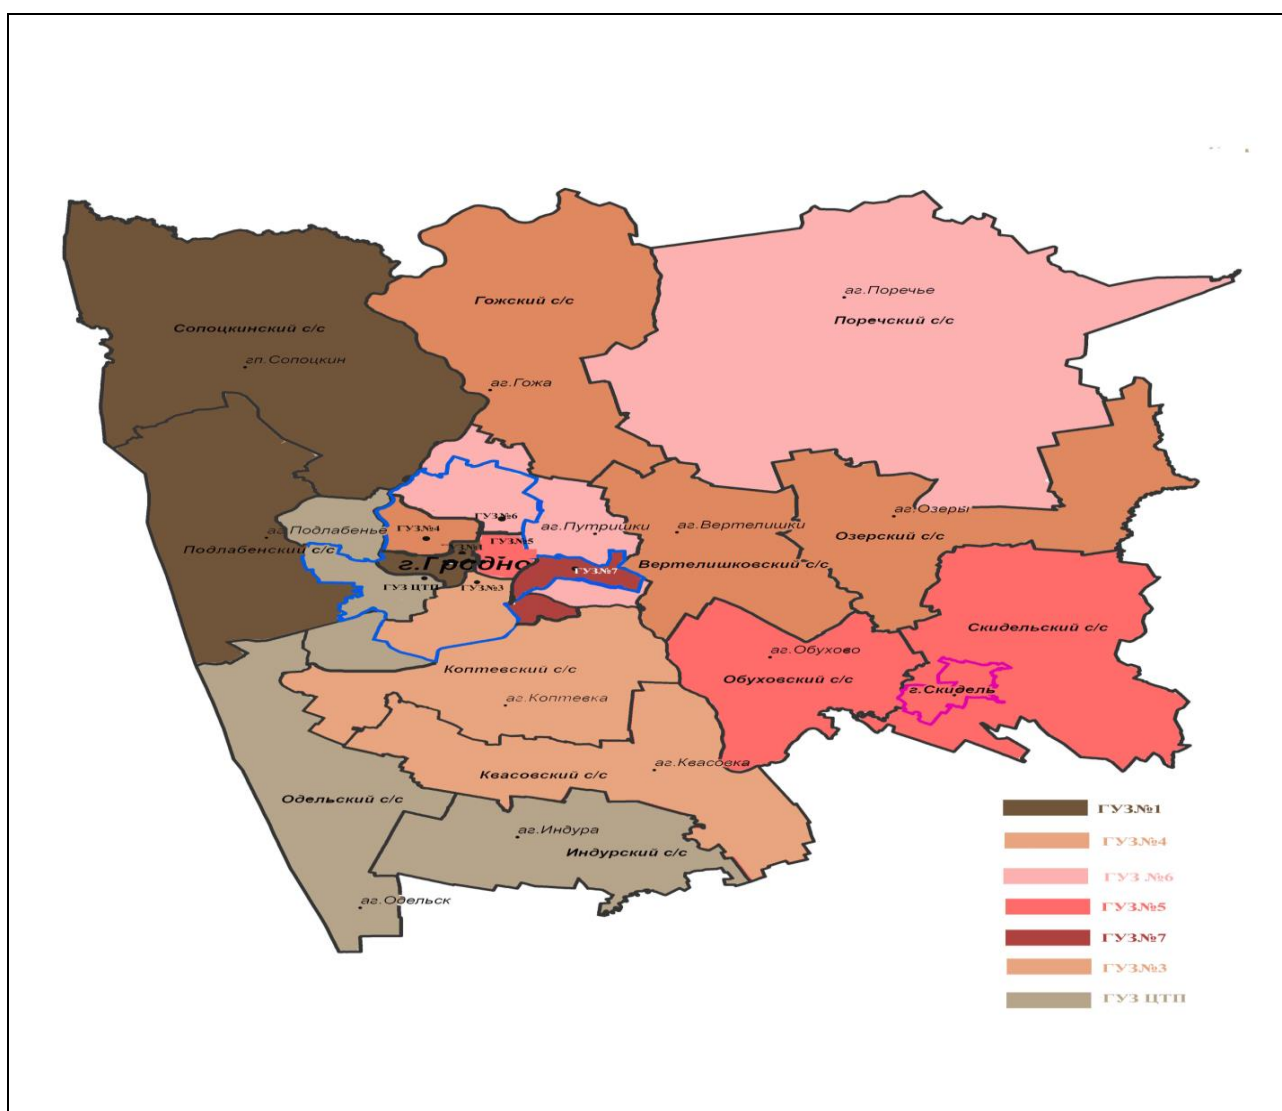 аг.Поречье
Гожский с/с
Поречский с/с
Сопоцкинский с/с
гп.Сопоцкин
аг.Гожа
аг.Озеры
ГУЗ№6
ГУЗ№4
аг.Путришки
аг.Вертелишки
аг.Подлабенье
Озерский с/с
ГУЗ№5
Подлабенский с/с
г.Гродно
Вертелишковский с/с
ГУЗ№7
ГУЗ ЦТП
ГУЗ№3
Скидельский с/с
аг.Обухово
Коптевский с/с
Обуховский с/с
г.Скидель
аг.Коптевка
аг.Квасовка
Квасовский с/с
Одельский с/с
аг.Индура
Индурский с/с
аг.Одельск
ГУЗ№1
ГУЗ№4
ГУЗ №6
ГУЗ№5
ГУЗ№7
ГУЗ№3
ГУЗ ЦТП